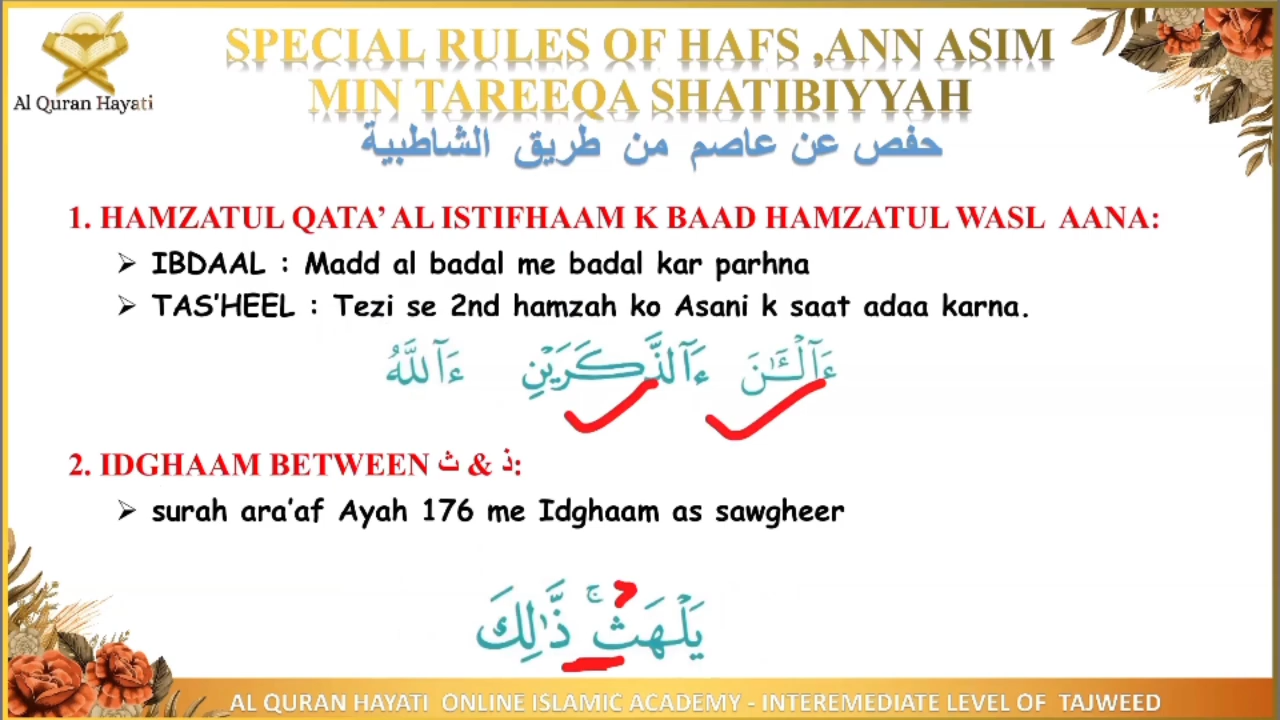 Al Quran Hayati
SPECIAL RULES OF HAFS ,ANN ASIM
MIN TAREEQA SHATIBIYYAH
حفص عن عاصم من طريق الشاطبية
1. HAMZATUL QATA' AL ISTIFHAAM K BAAD HAMZATUL WASL AANA:
➢ IBDAAL : Madd al badal me badal kar parhna
➢ TAS'HEEL : Tezi se 2nd hamzah ko Asani k saat adaa karna.
ءَآلْـَٰٔنَ ءَآلذَّكَرَيْنِ ءَآللَّهُ
2. IDGHAAM BETWEEN ث & ذ:
➢ surah ara'af Ayah 176 me Idghaam as sawgheer
يَلْهَثۚ ذَّٰلِكَ
AL QURAN HAYATI ONLINE ISLAMIC ACADEMY - INTEREMEDIATE LEVEL OF TAJWEED